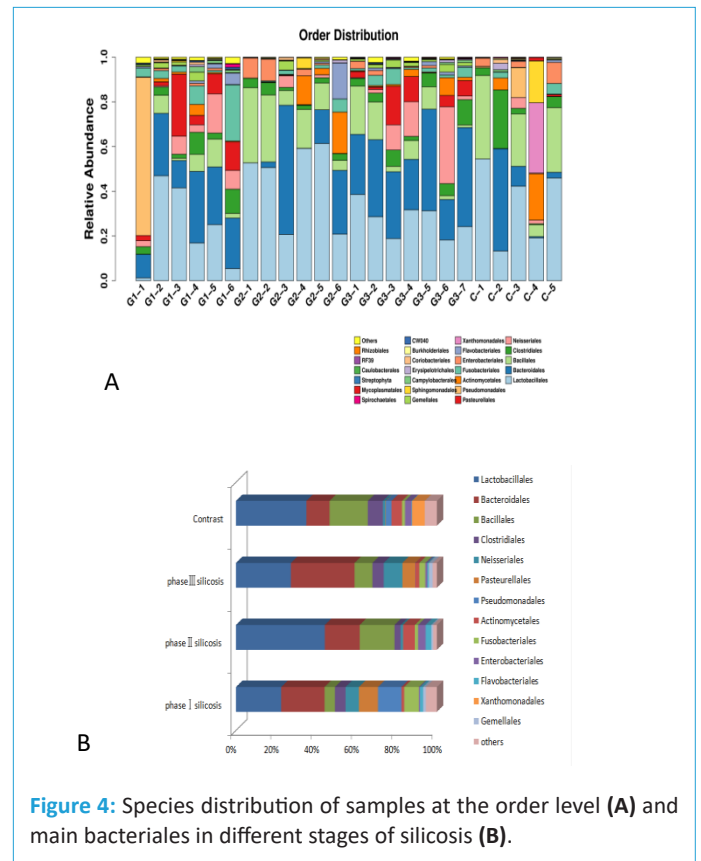 Order Distribution
Relative Abundance
1.0
0.8
0.6
0.4
0.2
0.0
G1-1 G1-2 G1-3 G1-4 G1-5 G1-6 G2-1 G2-2 G2-3 G2-4 G2-5 G2-6 G3-1 G3-2 G3-3 G3-4 G3-5 G3-6 G3-7 C-1 C-2 C-3 C-4 C-5
Others CW040 Xanthomonadales Neisseriales
Rhizobiales Burkholderiales Flavobacteriales Clostridiales
RF39 Coriobacteriales Enterobacteriales Bacillales
Caulobacterales Erysipelotrichales Fusobacteriales Bacteroidales
Streptophyta Campylobacterales Actinomycetales Lactobacillales
Mycoplasmatales Sphingomonadales Pseudomonadales
Spirochaetales Gemellales Pasteurellales
A
Contrast
phase Ⅲ silicosis
phase Ⅱ silicosis
phase Ⅰ silicosis
0% 20% 40% 60% 80% 100%
Lactobacillales
Bacteroidales
Bacillales
Clostridiales
Neisseriales
Pasteurellales
Pseudomonadales
Actinomycetales
Fusobacteriales
Enterobacteriales
Flavobacteriales
Xanthomonadales
Gemellales
others
B
Figure 4: Species distribution of samples at the order level (A) and
main bacteriales in different stages of silicosis (B).